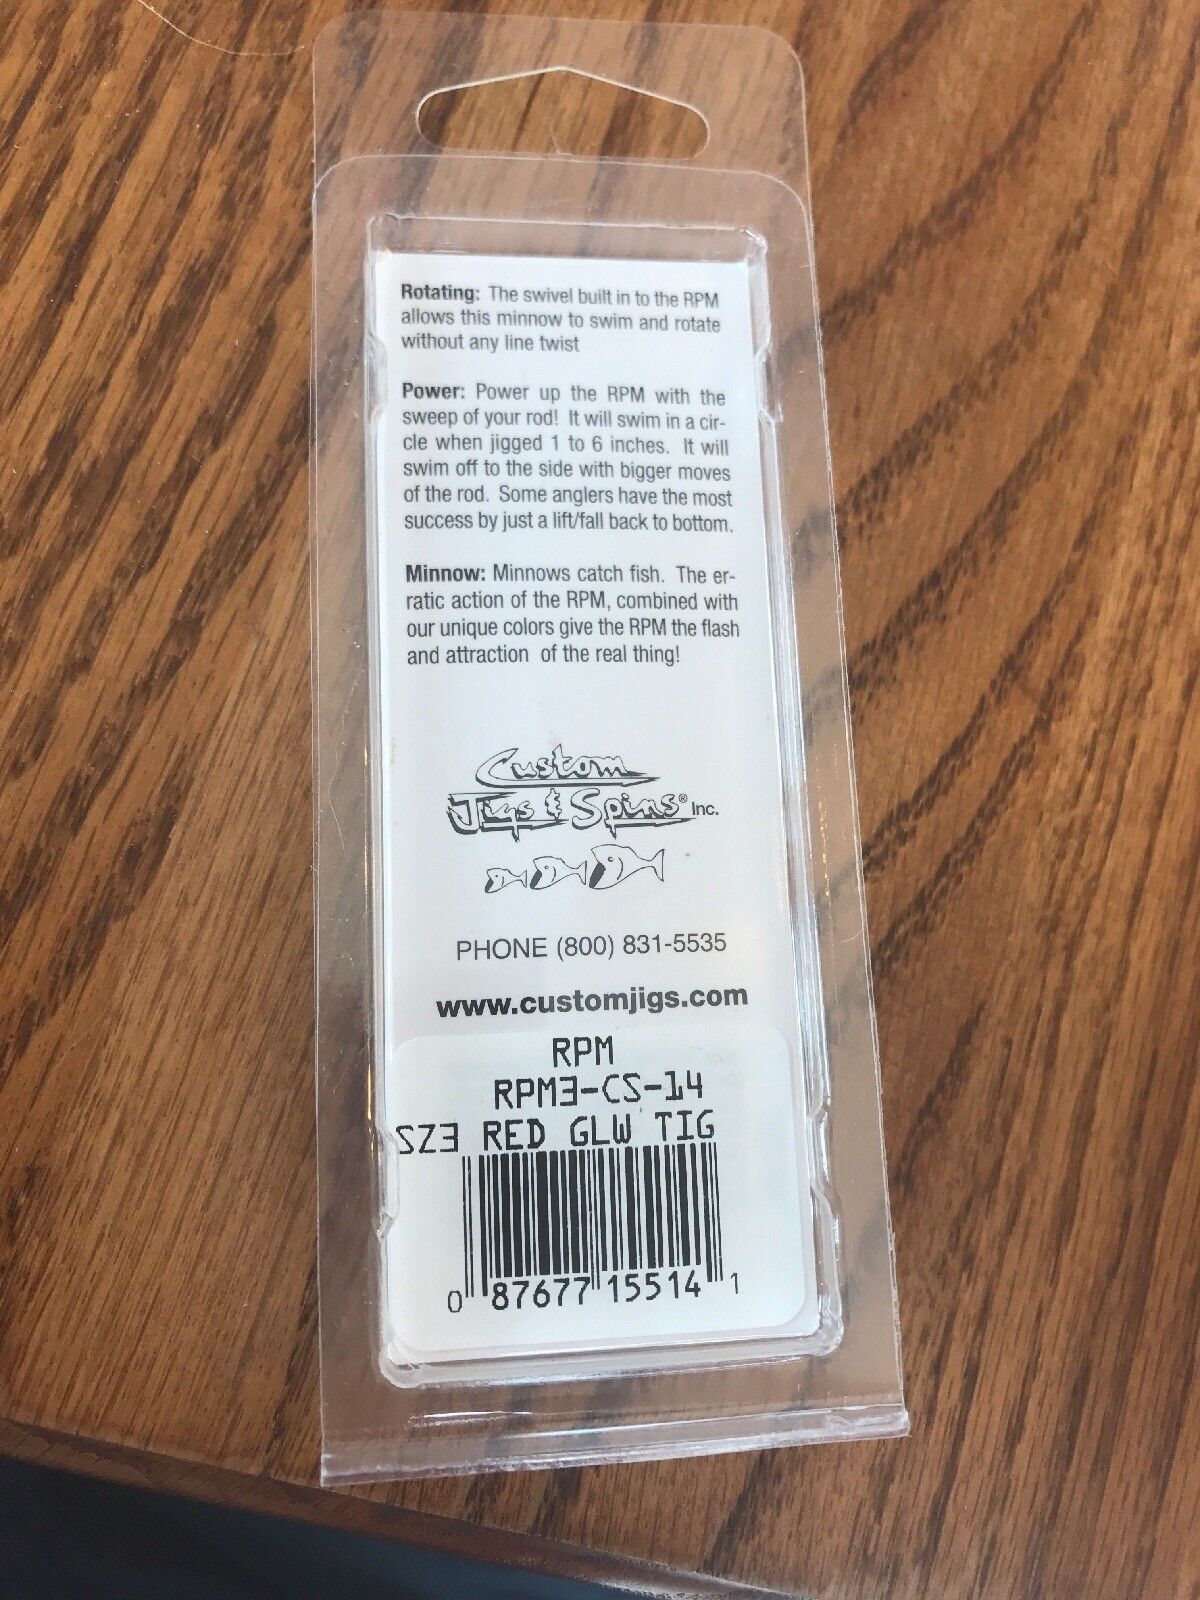 Rotating: The swivel built in to the RPM
allows this minnow to swim and rotate
without any line twist
Power: Power up the RPM with the
sweep of your rod! It will swim in a cir-
cle when jigged 1 to 6 inches. It will
swim off to the side with bigger moves
of the rod. Some anglers have the most
success by just a lift/fall back to bottom.
Minnow: Minnows catch fish. The er-
ratic action of the RPM, combined with
our unique colors give the RPM the flash
and attraction of the real thing!
Custom
Jigs & Spins® Inc.
PHONE (800) 831-5535
www.customjigs.com
RPM
RPM3-CS-14
SZ3 RED GLW TIG
0 87677 15514 1